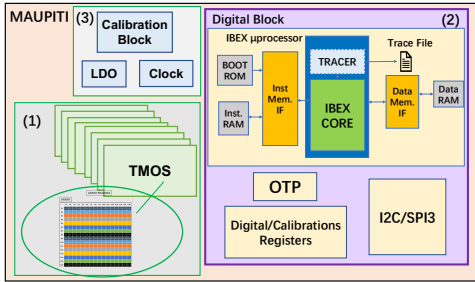 MAUPITI
(3)
Calibration
Block
LDO
Clock
(1)
TMOS
Digital Block
(2)
IBEX µprocessor
Trace File
BOOT
ROM
TRACER
Inst
Mem.
IF
Inst.
RAM
IBEX
CORE
Data
Mem.
IF
Data
RAM
OTP
Digital/Calibrations
Registers
I2C/SPI3